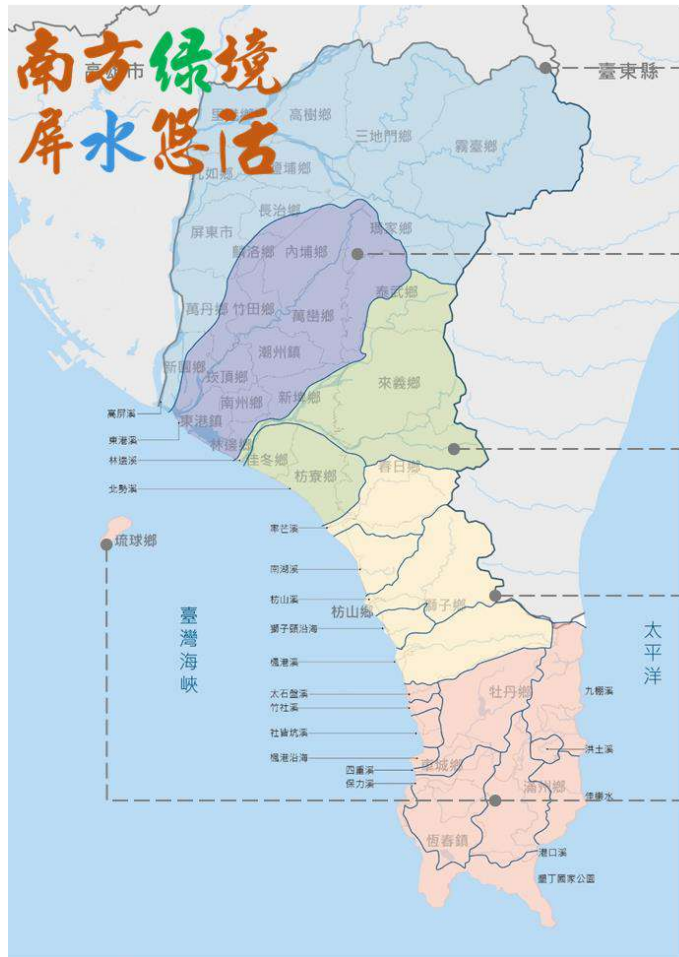 南方绿境
屏水悠活
高雄市
臺東縣
里港鄉
高樹鄉
三地門鄉
霧臺鄉
九如鄉
鹽埔鄉
長治鄉
屏東市
麟洛鄉
內埔鄉
瑪家鄉
泰武鄉
萬丹鄉
竹田鄉
萬巒鄉
潮州鎮
新園鄉
崁頂鄉
來義鄉
南州鄉
新埤鄉
高屏溪
東港鎮
東港溪
林邊鄉
林邊溪
佳冬鄉
春日鄉
枋寮鄉
北勢溪
率芒溪
琉球鄉
南湖溪
枋山溪
枋山鄉
獅子鄉
獅子頭沿海
臺灣海峽
太平洋
楓港溪
大石盤溪
牡丹鄉
九棚溪
竹社溪
社皆坑溪
洪土溪
楓港沿海
車城鄉
四重溪
保力溪
滿州鄉
佳樂水
恆春鎮
港口溪
墾丁國家公園